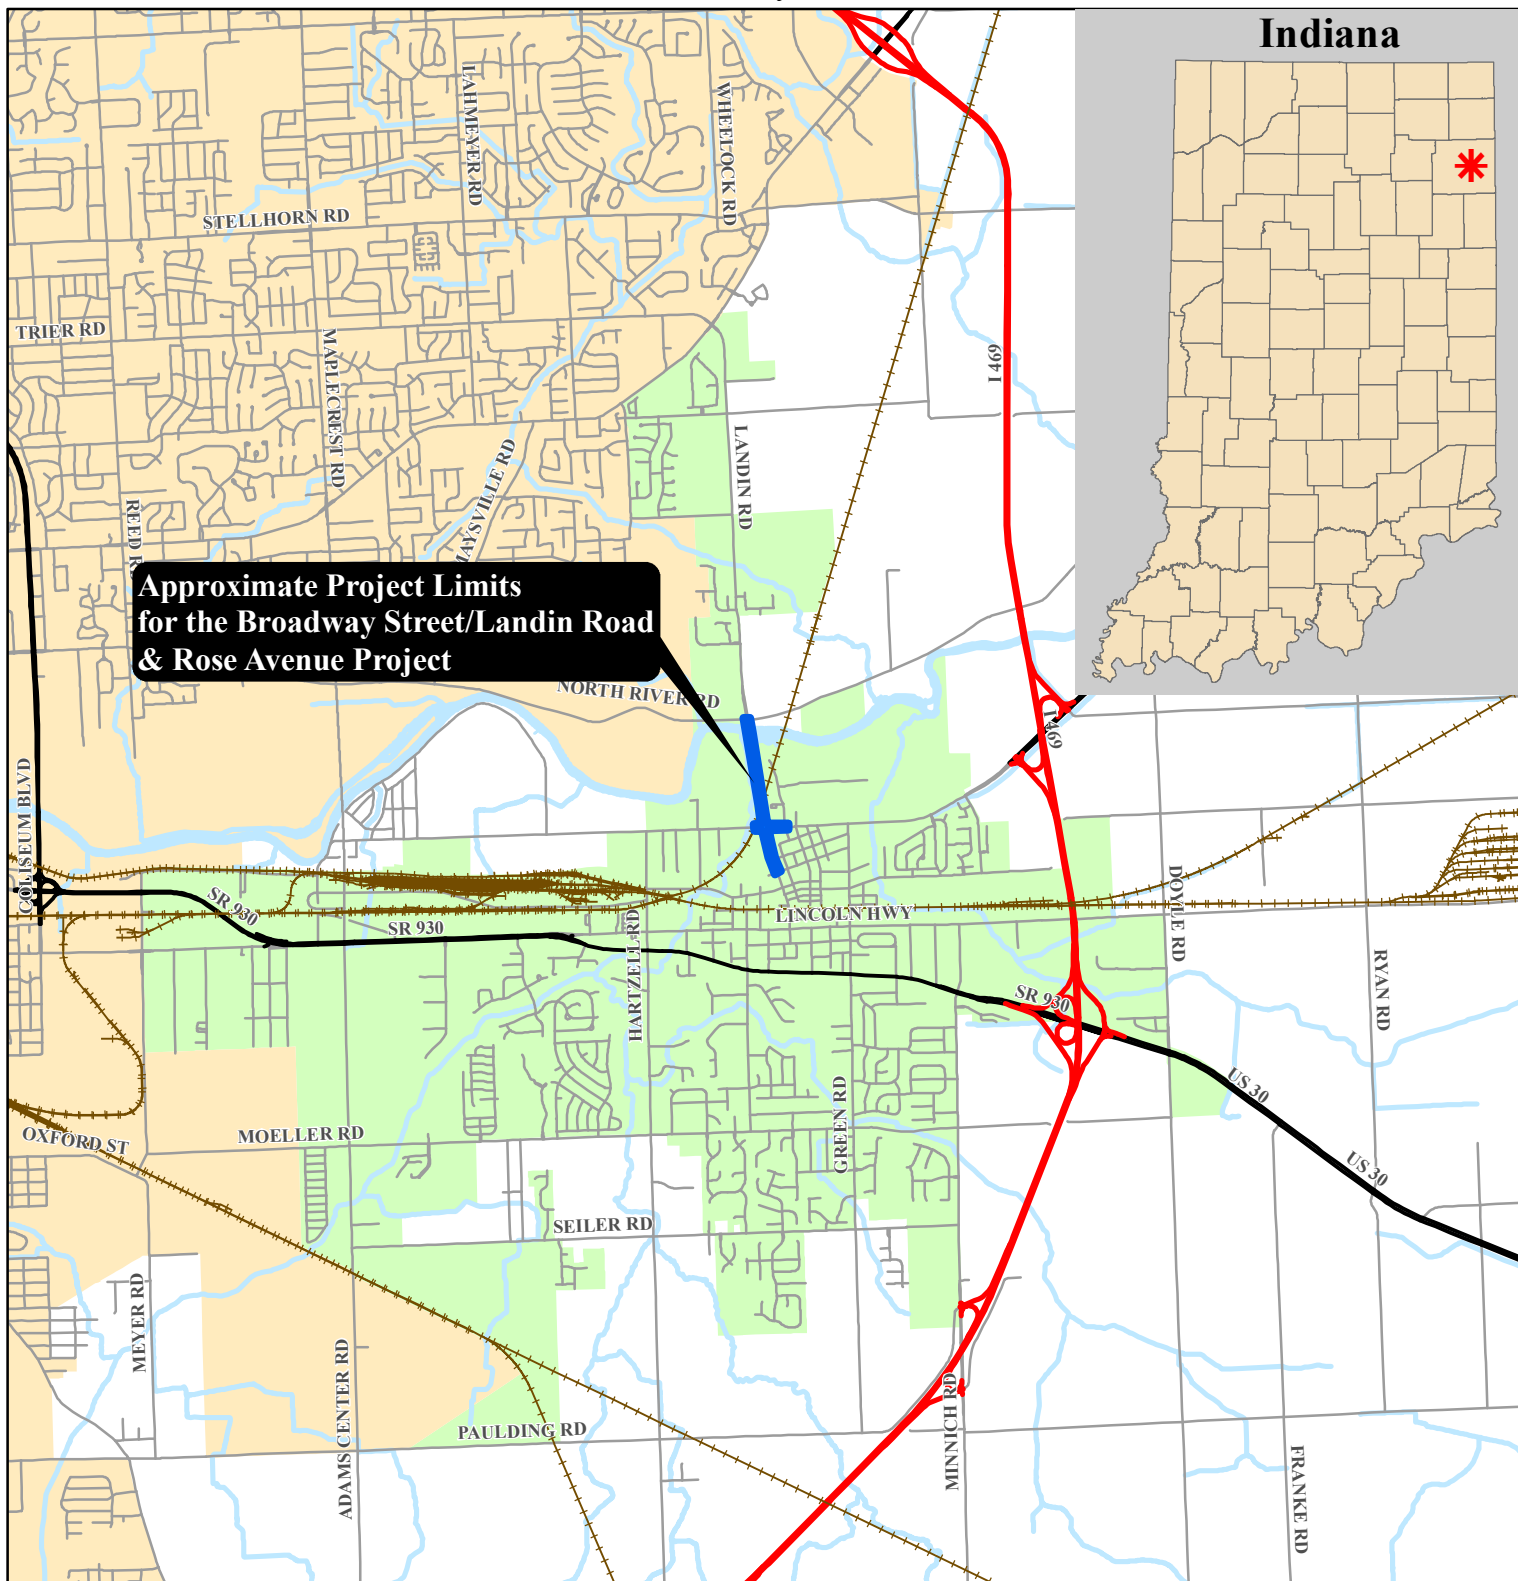 Indiana
LAHMEYER RD
WHEELOCK RD
STELLHORN RD
TRIER RD
MAPLECREST RD
I 469
LANDIN RD
MAYSVILLE RD
REED R
Approximate Project Limits
for the Broadway Street/Landin Road
& Rose Avenue Project
NORTH RIVER RD
I 469
COLISEUM BLVD
SR 930
SR 930
HARTZELL RD
LINCOLN HWY
DOYLE RD
RYAN RD
SR 930
US 30
US 30
OXFORD ST
MOELLER RD
GREEN RD
SEILER RD
MEYER RD
ADAMS CENTER RD
PAULDING RD
MINNICH RD
FRANKE RD